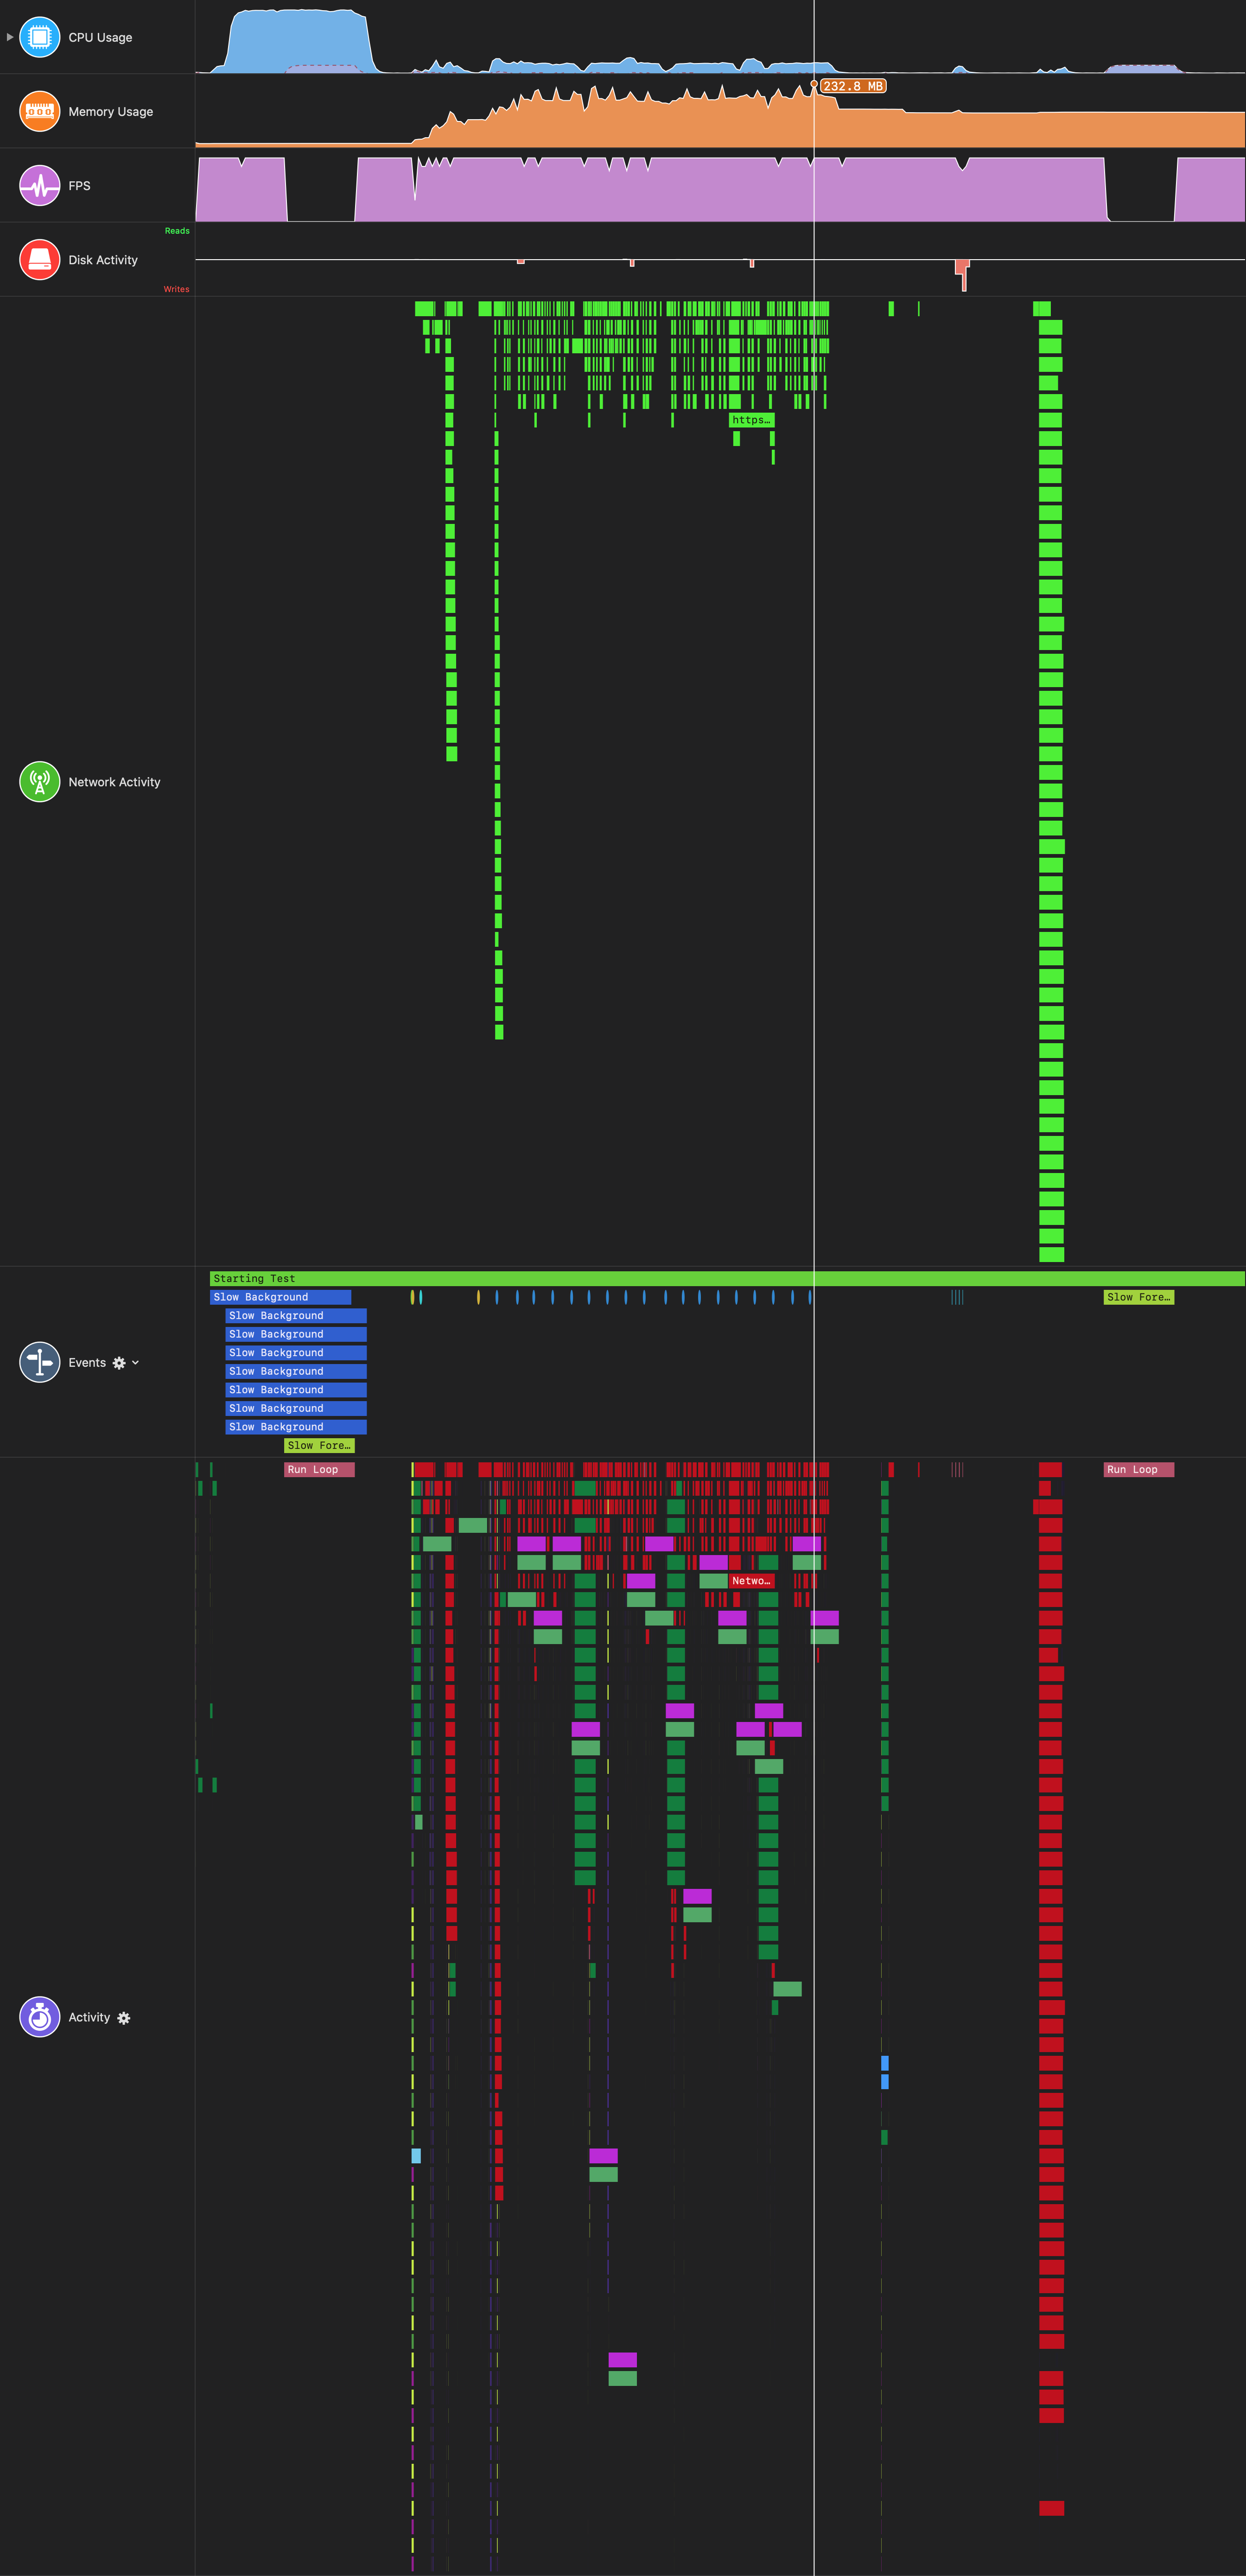 CPU Usage
Memory Usage
232.8 MB
FPS
Reads
Disk Activity
Writes
https…
Network Activity
Starting Test
Slow Background
Slow Fore…
Slow Background
Slow Background
Slow Background
Events
Slow Background
Slow Background
Slow Background
Slow Background
Slow Fore…
Run Loop
Run Loop
Netwo…
Activity